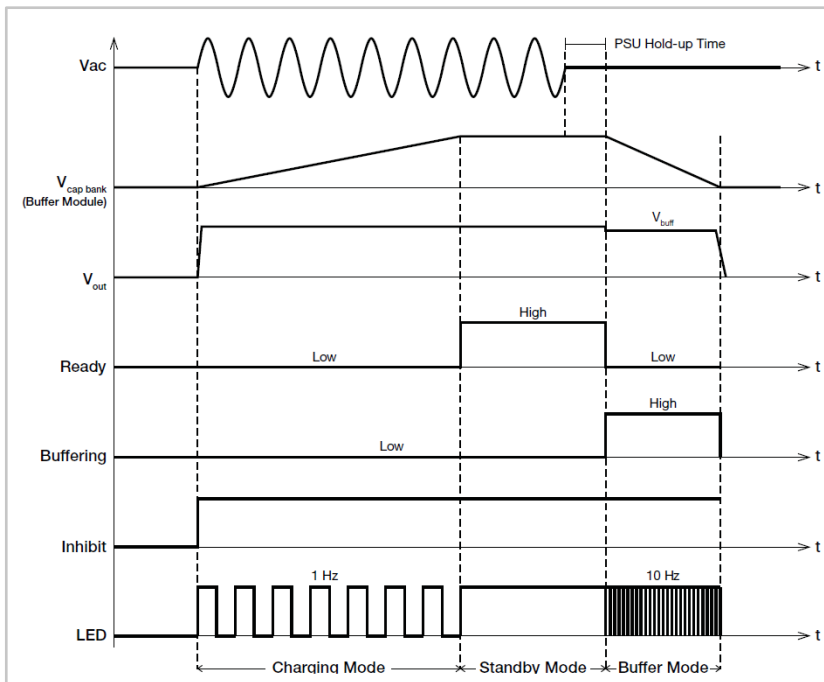 PSU Hold-up Time
Vac
t
V cap bank
(Buffer Module)
t
V buff
V out
t
High
Low
Low
Ready
t
High
Low
Buffering
t
Inhibit
t
1 Hz
10 Hz
LED
t
Charging Mode
Standby Mode
Buffer Mode